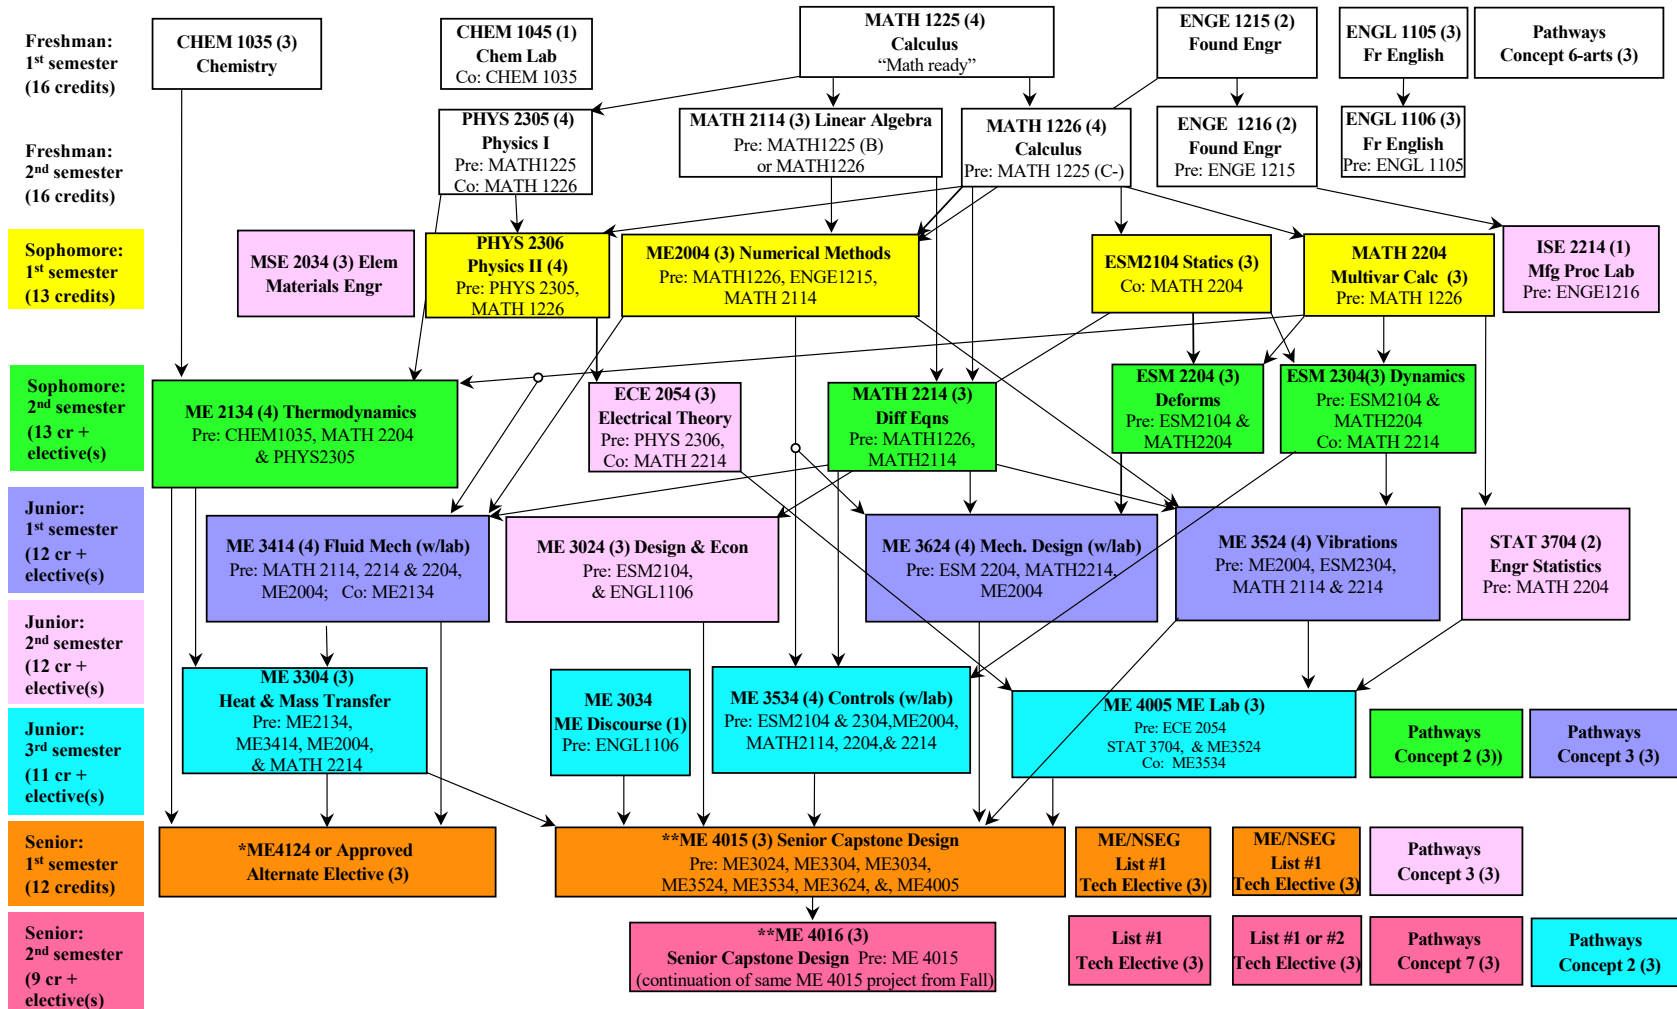 Freshman:
1st semester
(16 credits)
CHEM 1035 (3)
Chemistry
CHEM 1045 (1)
Chem Lab
Co: CHEM 1035
MATH 1225 (4)
Calculus
“Math ready”
ENGE 1215 (2)
Found Engr
ENGL 1105 (3)
Fr English
Pathways
Concept 6-arts (3)
Freshman:
2nd semester
(16 credits)
PHYS 2305 (4)
Physics I
Pre: MATH1225
Co: MATH 1226
MATH 2114 (3) Linear Algebra
Pre: MATH1225 (B)
or MATH1226
MATH 1226 (4)
Calculus
Pre: MATH 1225 (C-)
ENGE 1216 (2)
Found Engr
Pre: ENGE 1215
ENGL 1106 (3)
Fr English
Pre: ENGL 1105
Sophomore:
1st semester
(13 credits)
MSE 2034 (3) Elem
Materials Engr
PHYS 2306
Physics II (4)
Pre: PHYS 2305,
MATH 1226
ME2004 (3) Numerical Methods
Pre: MATH1226, ENGE1215,
MATH 2114
ESM2104 Statics (3)
Co: MATH 2204
MATH 2204
Multivar Calc (3)
Pre: MATH 1226
ISE 2214 (1)
Mfg Proc Lab
Pre: ENGE1216
Sophomore:
2nd semester
(13 cr +
elective(s)
ME 2134 (4) Thermodynamics
Pre: CHEM1035, MATH 2204
& PHYS2305
ECE 2054 (3)
Electrical Theory
Pre: PHYS 2306,
Co: MATH 2214
MATH 2214 (3)
Diff Eqns
Pre: MATH1226,
MATH2114
ESM 2204 (3)
Deforms
Pre: ESM2104 &
MATH2204
ESM 2304(3) Dynamics
Pre: ESM2104 &
MATH2204
Co: MATH 2214
Junior:
1st semester
(12 cr +
elective(s)
ME 3414 (4) Fluid Mech (w/lab)
Pre: MATH 2114, 2214 & 2204,
ME2004; Co: ME2134
ME 3024 (3) Design & Econ
Pre: ESM2104,
& ENGL1106
ME 3624 (4) Mech. Design (w/lab)
Pre: ESM 2204, MATH2214,
ME2004
ME 3524 (4) Vibrations
Pre: ME2004, ESM2304,
MATH 2114 & 2214
STAT 3704 (2)
Engr Statistics
Pre: MATH 2204
Junior:
2nd semester
(12 cr +
elective(s)
ME 3304 (3)
Heat & Mass Transfer
Pre: ME2134,
ME3414, ME2004,
& MATH 2214
ME 3034
ME Discourse (1)
Pre: ENGL1106
ME 3534 (4) Controls (w/lab)
Pre: ESM2104 & 2304,ME2004,
MATH2114, 2204,& 2214
ME 4005 ME Lab (3)
Pre: ECE 2054
STAT 3704, & ME3524
Co: ME3534
Pathways
Concept 2 (3))
Pathways
Concept 3 (3)
Junior:
3rd semester
(11 cr +
elective(s)
Senior:
1st semester
(12 credits)
*ME4124 or Approved
Alternate Elective (3)
**ME 4015 (3) Senior Capstone Design
Pre: ME3024, ME3304, ME3034,
ME3524, ME3534, ME3624, &, ME4005
ME/NSEG
List #1
Tech Elective (3)
ME/NSEG
List #1
Tech Elective (3)
Pathways
Concept 3 (3)
Senior:
2nd semester
(9 cr +
elective(s)
**ME 4016 (3)
Senior Capstone Design Pre: ME 4015
(continuation of same ME 4015 project from Fall)
List #1
Tech Elective (3)
List #1 or #2
Tech Elective (3)
Pathways
Concept 7 (3)
Pathways
Concept 2 (3)